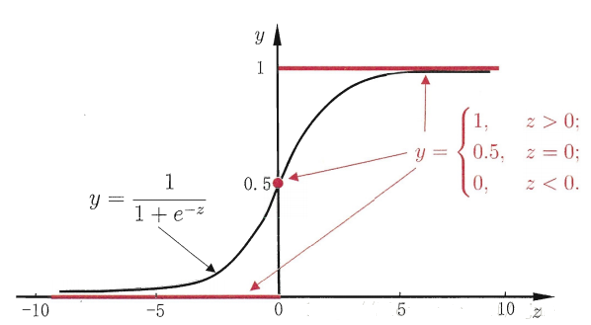 y
1
y = { 1, z > 0;
0.5, z = 0;
0, z < 0.
0.5
y = 1 / (1 + e^{-z})
-10 -5 0 5 10 z